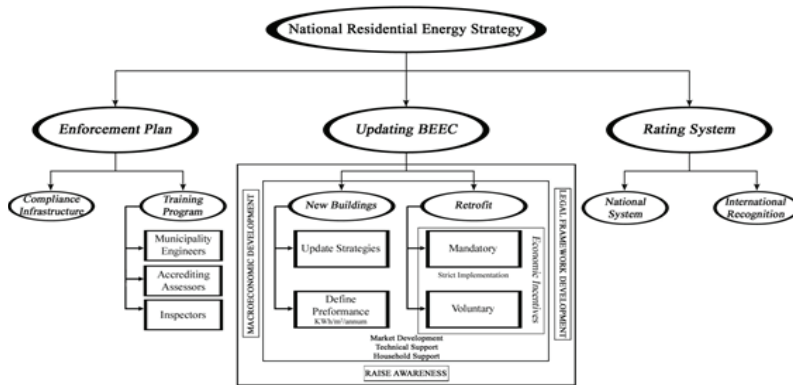 National Residential Energy Strategy
Enforcement Plan
Updating BEEC
Rating System
Compliance
Infrastructure
Training
Program
Municipality
Engineers
Accrediting
Assessors
Inspectors
MACROECONOMIC DEVELOPMENT
New Buildings
Update Strategies
Define
Preformance
KWh/m²/annum
Retrofit
Mandatory
Strict Implementation
Voluntary
Economic Incentives
LEGAL FRAMEWORK DEVELOPMENT
Market Development
Technical Support
Household Support
RAISE AWARENESS
National
System
International
Recognition